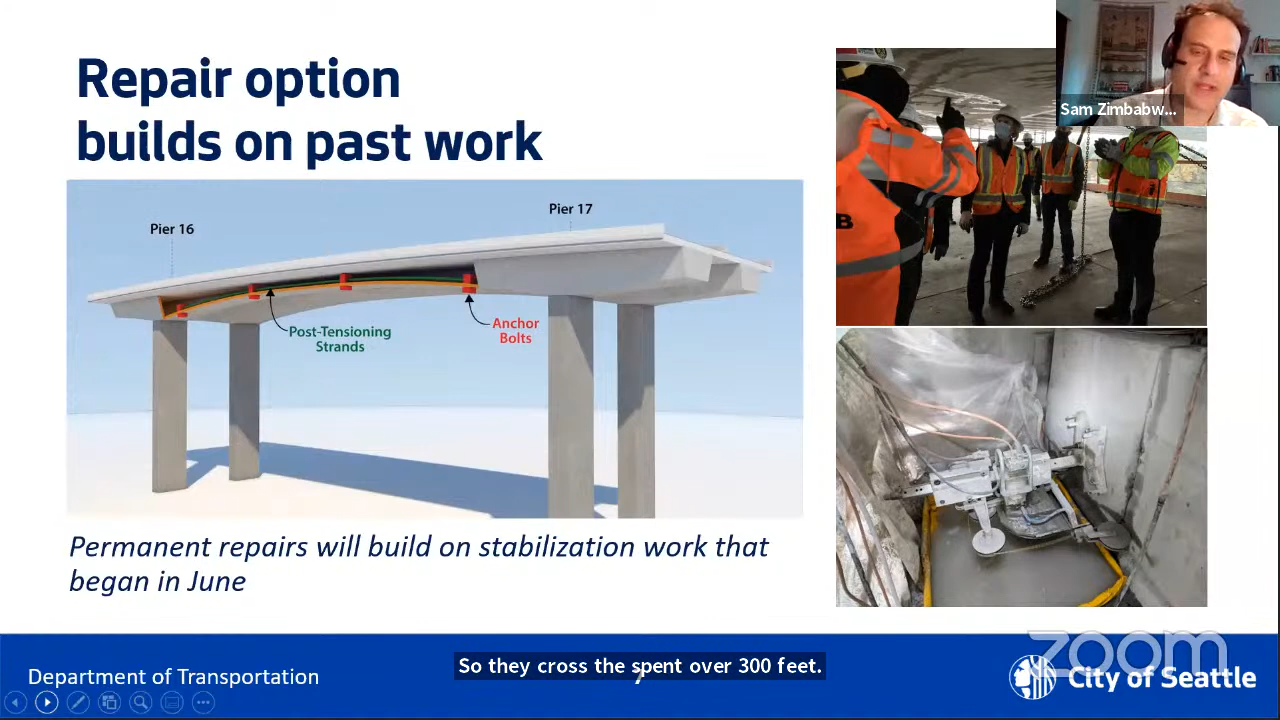 Repair option
builds on past work
Sam Zimbabw...
Pier 16
Pier 17
Post-Tensioning
Strands
Anchor
Bolts
B
Permanent repairs will build on stabilization work that
began in June
zoom
Department of Transportation
So they cross the spent over 300 feet.
7
City of Seattle